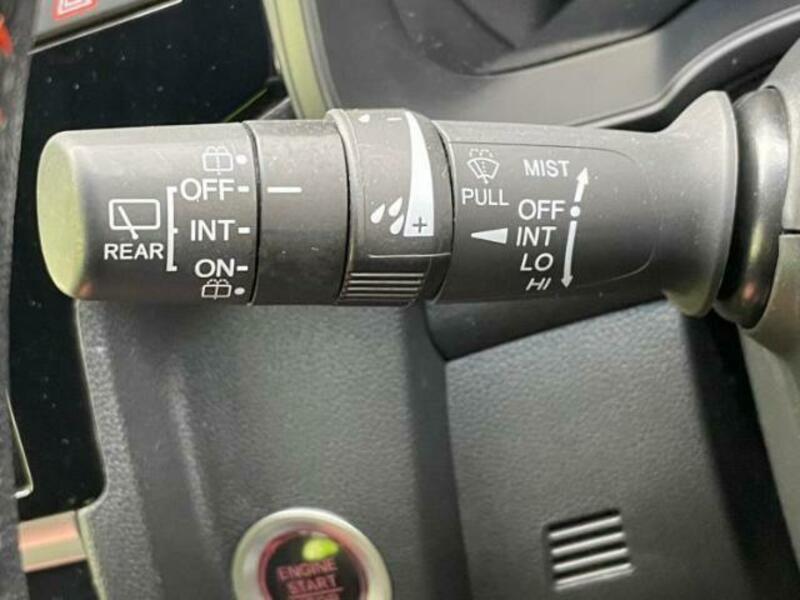 OFF
INT
ON
REAR
- 
+
PULL
MIST
OFF
INT
LO
HI
ENGINE
START